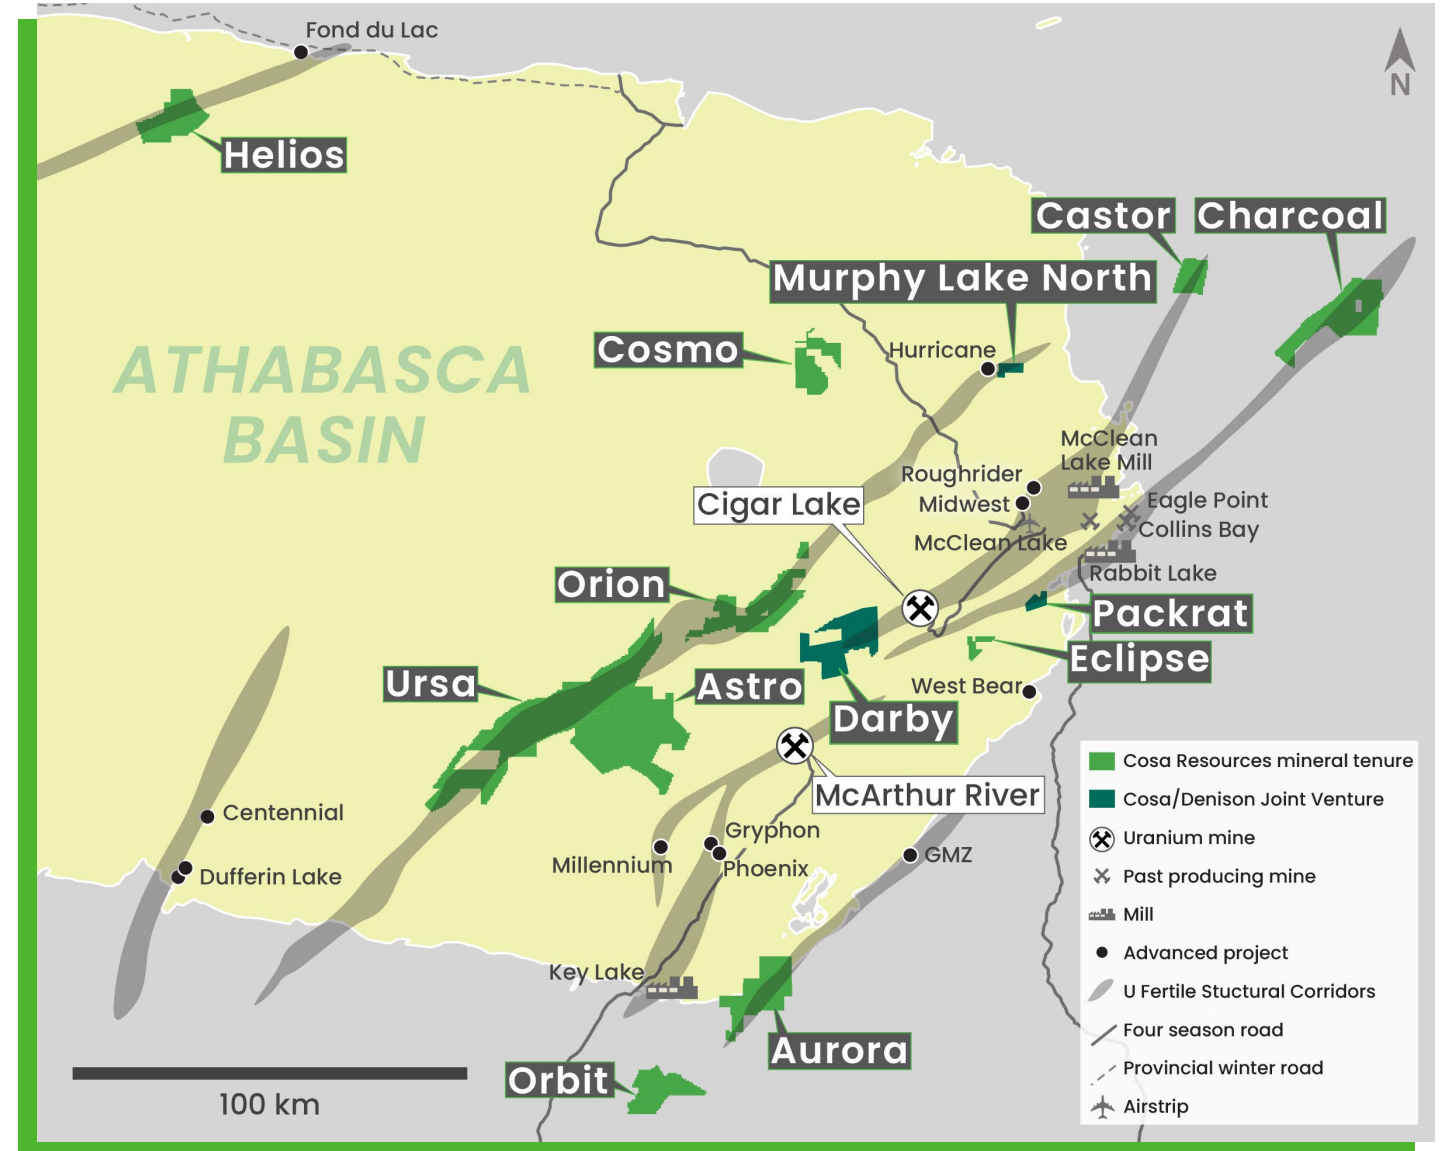 Fond du Lac
N
Helios
Castor
Charcoal
Murphy Lake North
Cosmo
Hurricane
ATHABASCA
BASIN
McClean
Lake Mill
Roughrider
Midwest
Cigar Lake
Eagle Point
Collins Bay
McClean Lake
Rabbit Lake
Orion
Packrat
Eclipse
Ursa
Astro
West Bear
Darby
McArthur River
Centennial
Gryphon
Millennium
Phoenix
GMZ
Dufferin Lake
Key Lake
Aurora
Orbit
100 km
Cosa Resources mineral tenure
Cosa/Denison Joint Venture
Uranium mine
Past producing mine
Mill
Advanced project
U Fertile Stuctural Corridors
Four season road
Provincial winter road
Airstrip